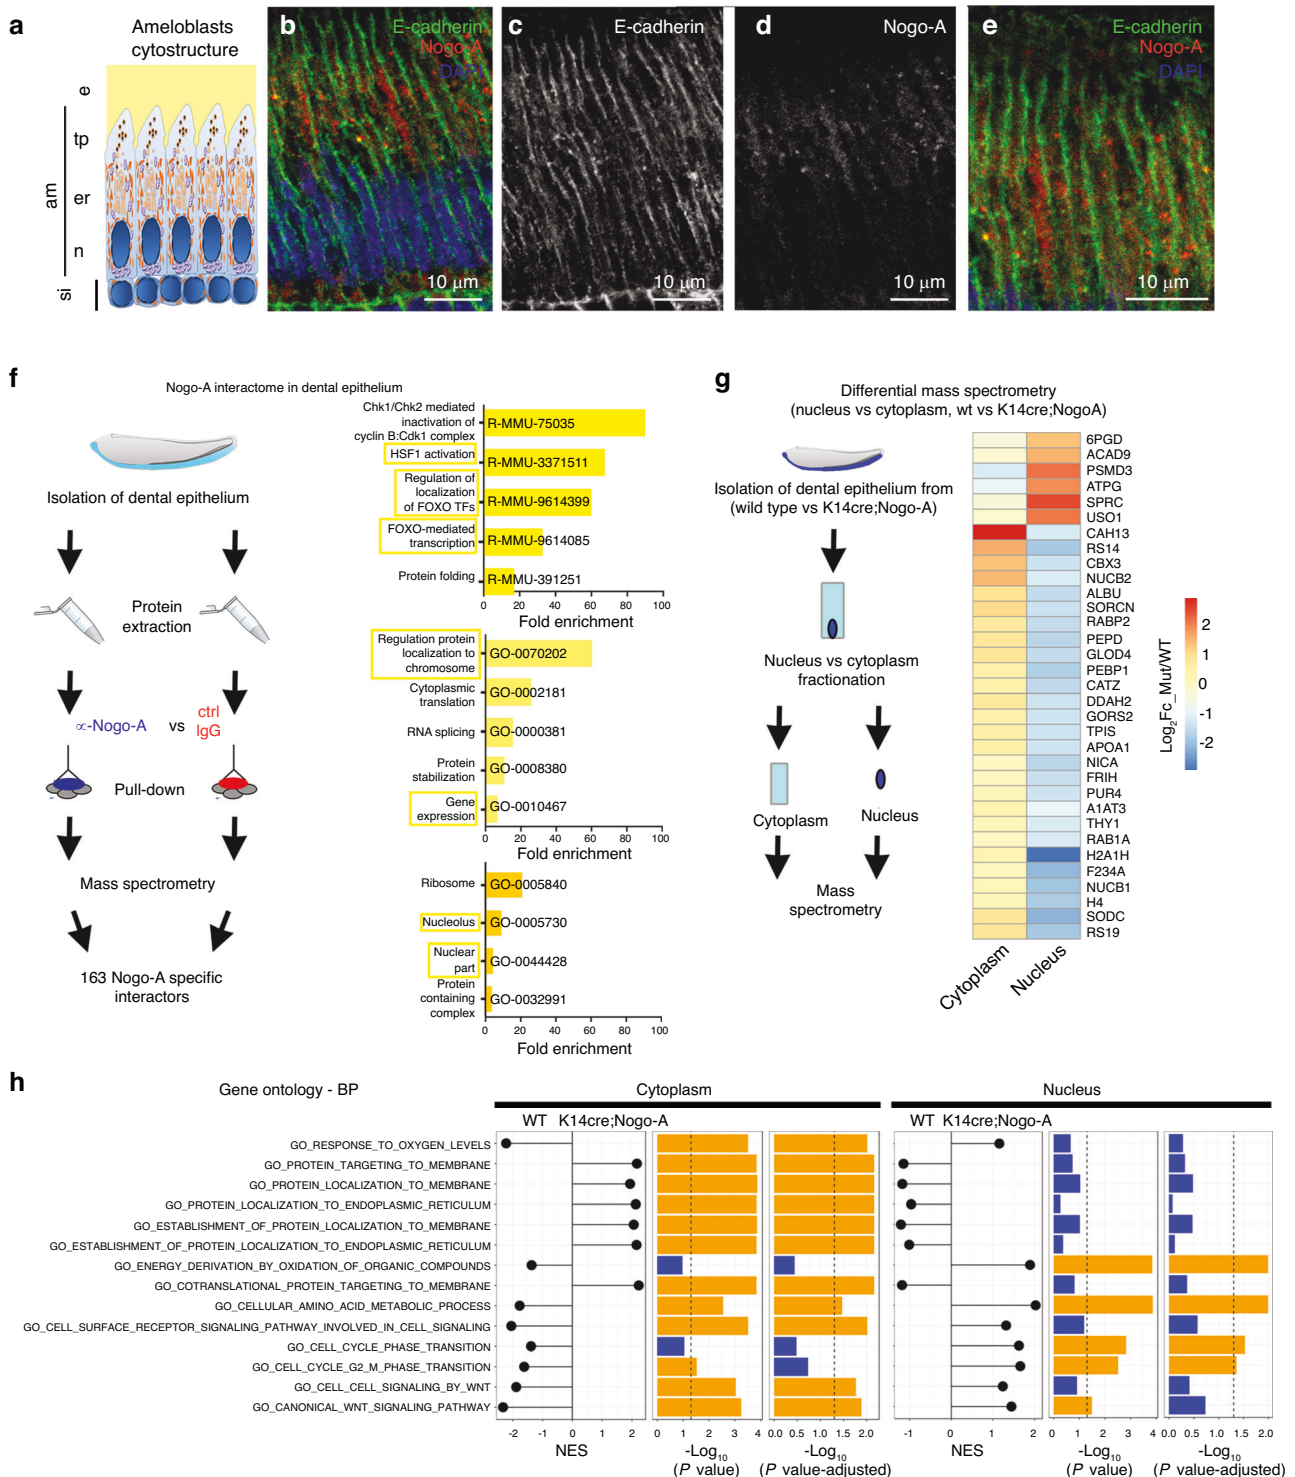 a
Ameloblasts
cytostructure
e
tp
am
er
n
si
b
E-cadherin
Nogo-A
DAPI
10 μm
c
E-cadherin
10 μm
d
Nogo-A
10 μm
e
E-cadherin
Nogo-A
DAPI
10 μm
f
Nogo-A interactome in dental epithelium
Isolation of dental epithelium
Protein
extraction
∝-Nogo-A
vs
ctrl
IgG
Pull-down
Mass spectrometry
163 Nogo-A specific
interactors
Chk1/Chk2 mediated
inactivation of
cyclin B:Cdk1 complex
R-MMU-75035
HSF1 activation
R-MMU-3371511
Regulation of
localization
of FOXO TFs
R-MMU-9614399
FOXO-mediated
transcription
R-MMU-9614085
Protein folding
R-MMU-391251
0 20 40 60 80 100
Fold enrichment
Regulation protein
localization to
chromosome
GO-0070202
Cytoplasmic
translation
GO-0002181
RNA splicing
GO-0000381
Protein
stabilization
GO-0008380
Gene
expression
GO-0010467
0 20 40 60 80 100
Fold enrichment
Ribosome
GO-0005840
Nucleolus
GO-0005730
Nuclear
part
GO-0044428
Protein
containing
complex
GO-0032991
0 20 40 60 80 100
Fold enrichment
g
Differential mass spectrometry
(nucleus vs cytoplasm, wt vs K14cre;NogoA)
Isolation of dental epithelium from
(wild type vs K14cre;Nogo-A)
Nucleus vs cytoplasm
fractionation
Cytoplasm
Nucleus
Mass
spectrometry
6PGD
ACAD9
PSMD3
ATPG
SPRC
USO1
CAH13
RS14
CBX3
NUCB2
ALBU
SORCN
RABP2
PEPD
GLOD4
PEBP1
CATZ
DDAH2
GORS2
TPIS
APOA1
NICA
FRIH
PUR4
A1AT3
THY1
RAB1A
H2A1H
F234A
NUCB1
H4
SODC
RS19
Cytoplasm
Nucleus
Log2Fc_Mut/WT
2
0
-1
-2
h
Gene ontology - BP
Cytoplasm
Nucleus
WT K14cre;Nogo-A
WT K14cre;Nogo-A
GO_RESPONSE_TO_OXYGEN_LEVELS
GO_PROTEIN_TARGETING_TO_MEMBRANE
GO_PROTEIN_LOCALIZATION_TO_MEMBRANE
GO_PROTEIN_LOCALIZATION_TO_ENDOPLASMIC_RETICULUM
GO_ESTABLISHMENT_OF_PROTEIN_LOCALIZATION_TO_MEMBRANE
GO_ESTABLISHMENT_OF_PROTEIN_LOCALIZATION_TO_ENDOPLASMIC_RETICULUM
GO_ENERGY_DERIVATION_BY_OXIDATION_OF_ORGANIC_COMPOUNDS
GO_COTRANSLATIONAL_PROTEIN_TARGETING_TO_MEMBRANE
GO_CELLULAR_AMINO_ACID_METABOLIC_PROCESS
GO_CELL_SURFACE_RECEPTOR_SIGNALING_PATHWAY_INVOLVED_IN_CELL_SIGNALING
GO_CELL_CYCLE_PHASE_TRANSITION
GO_CELL_CYCLE_G2_M_PHASE_TRANSITION
GO_CELL_CELL_SIGNALING_BY_WNT
GO_CANONICAL_WNT_SIGNALING_PATHWAY
-2 -1 0 1 2
NES
0 1 2 3 4
-Log10
(P value)
0.0 0.5 1.0 1.5 2.0
-Log10
(P value-adjusted)
-1 0 1 2
NES
0 1 2 3 4
-Log10
(P value)
0.0 0.5 1.0 1.5 2.0
-Log10
(P value-adjusted)